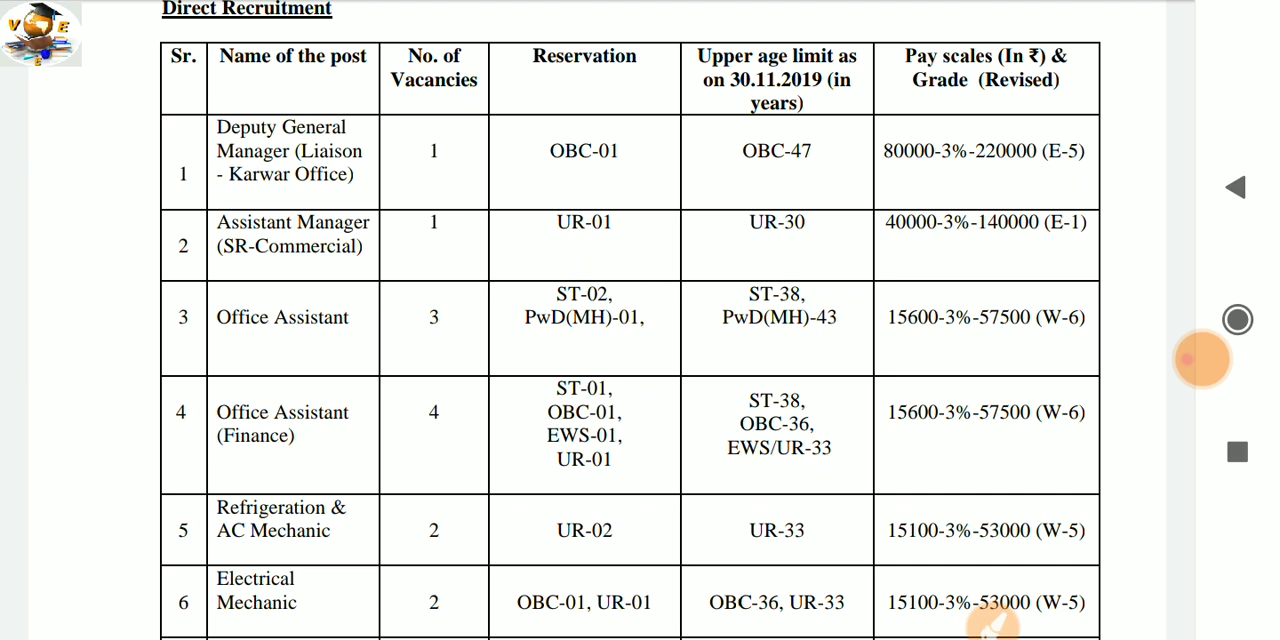 Direct Recruitment
V E
E
Sr. Name of the post No. of Vacancies Reservation Upper age limit as on 30.11.2019 (in years) Pay scales (In ₹) & Grade (Revised)
1 Deputy General Manager (Liaison - Karwar Office) 1 OBC-01 OBC-47 80000-3%-220000 (E-5)
2 Assistant Manager (SR-Commercial) 1 UR-01 UR-30 40000-3%-140000 (E-1)
3 Office Assistant 3 ST-02, PwD(MH)-01, ST-38, PwD(MH)-43 15600-3%-57500 (W-6)
4 Office Assistant (Finance) 4 ST-01, OBC-01, EWS-01, UR-01 ST-38, OBC-36, EWS/UR-33 15600-3%-57500 (W-6)
5 Refrigeration & AC Mechanic 2 UR-02 UR-33 15100-3%-53000 (W-5)
6 Electrical Mechanic 2 OBC-01, UR-01 OBC-36, UR-33 15100-3%-53000 (W-5)